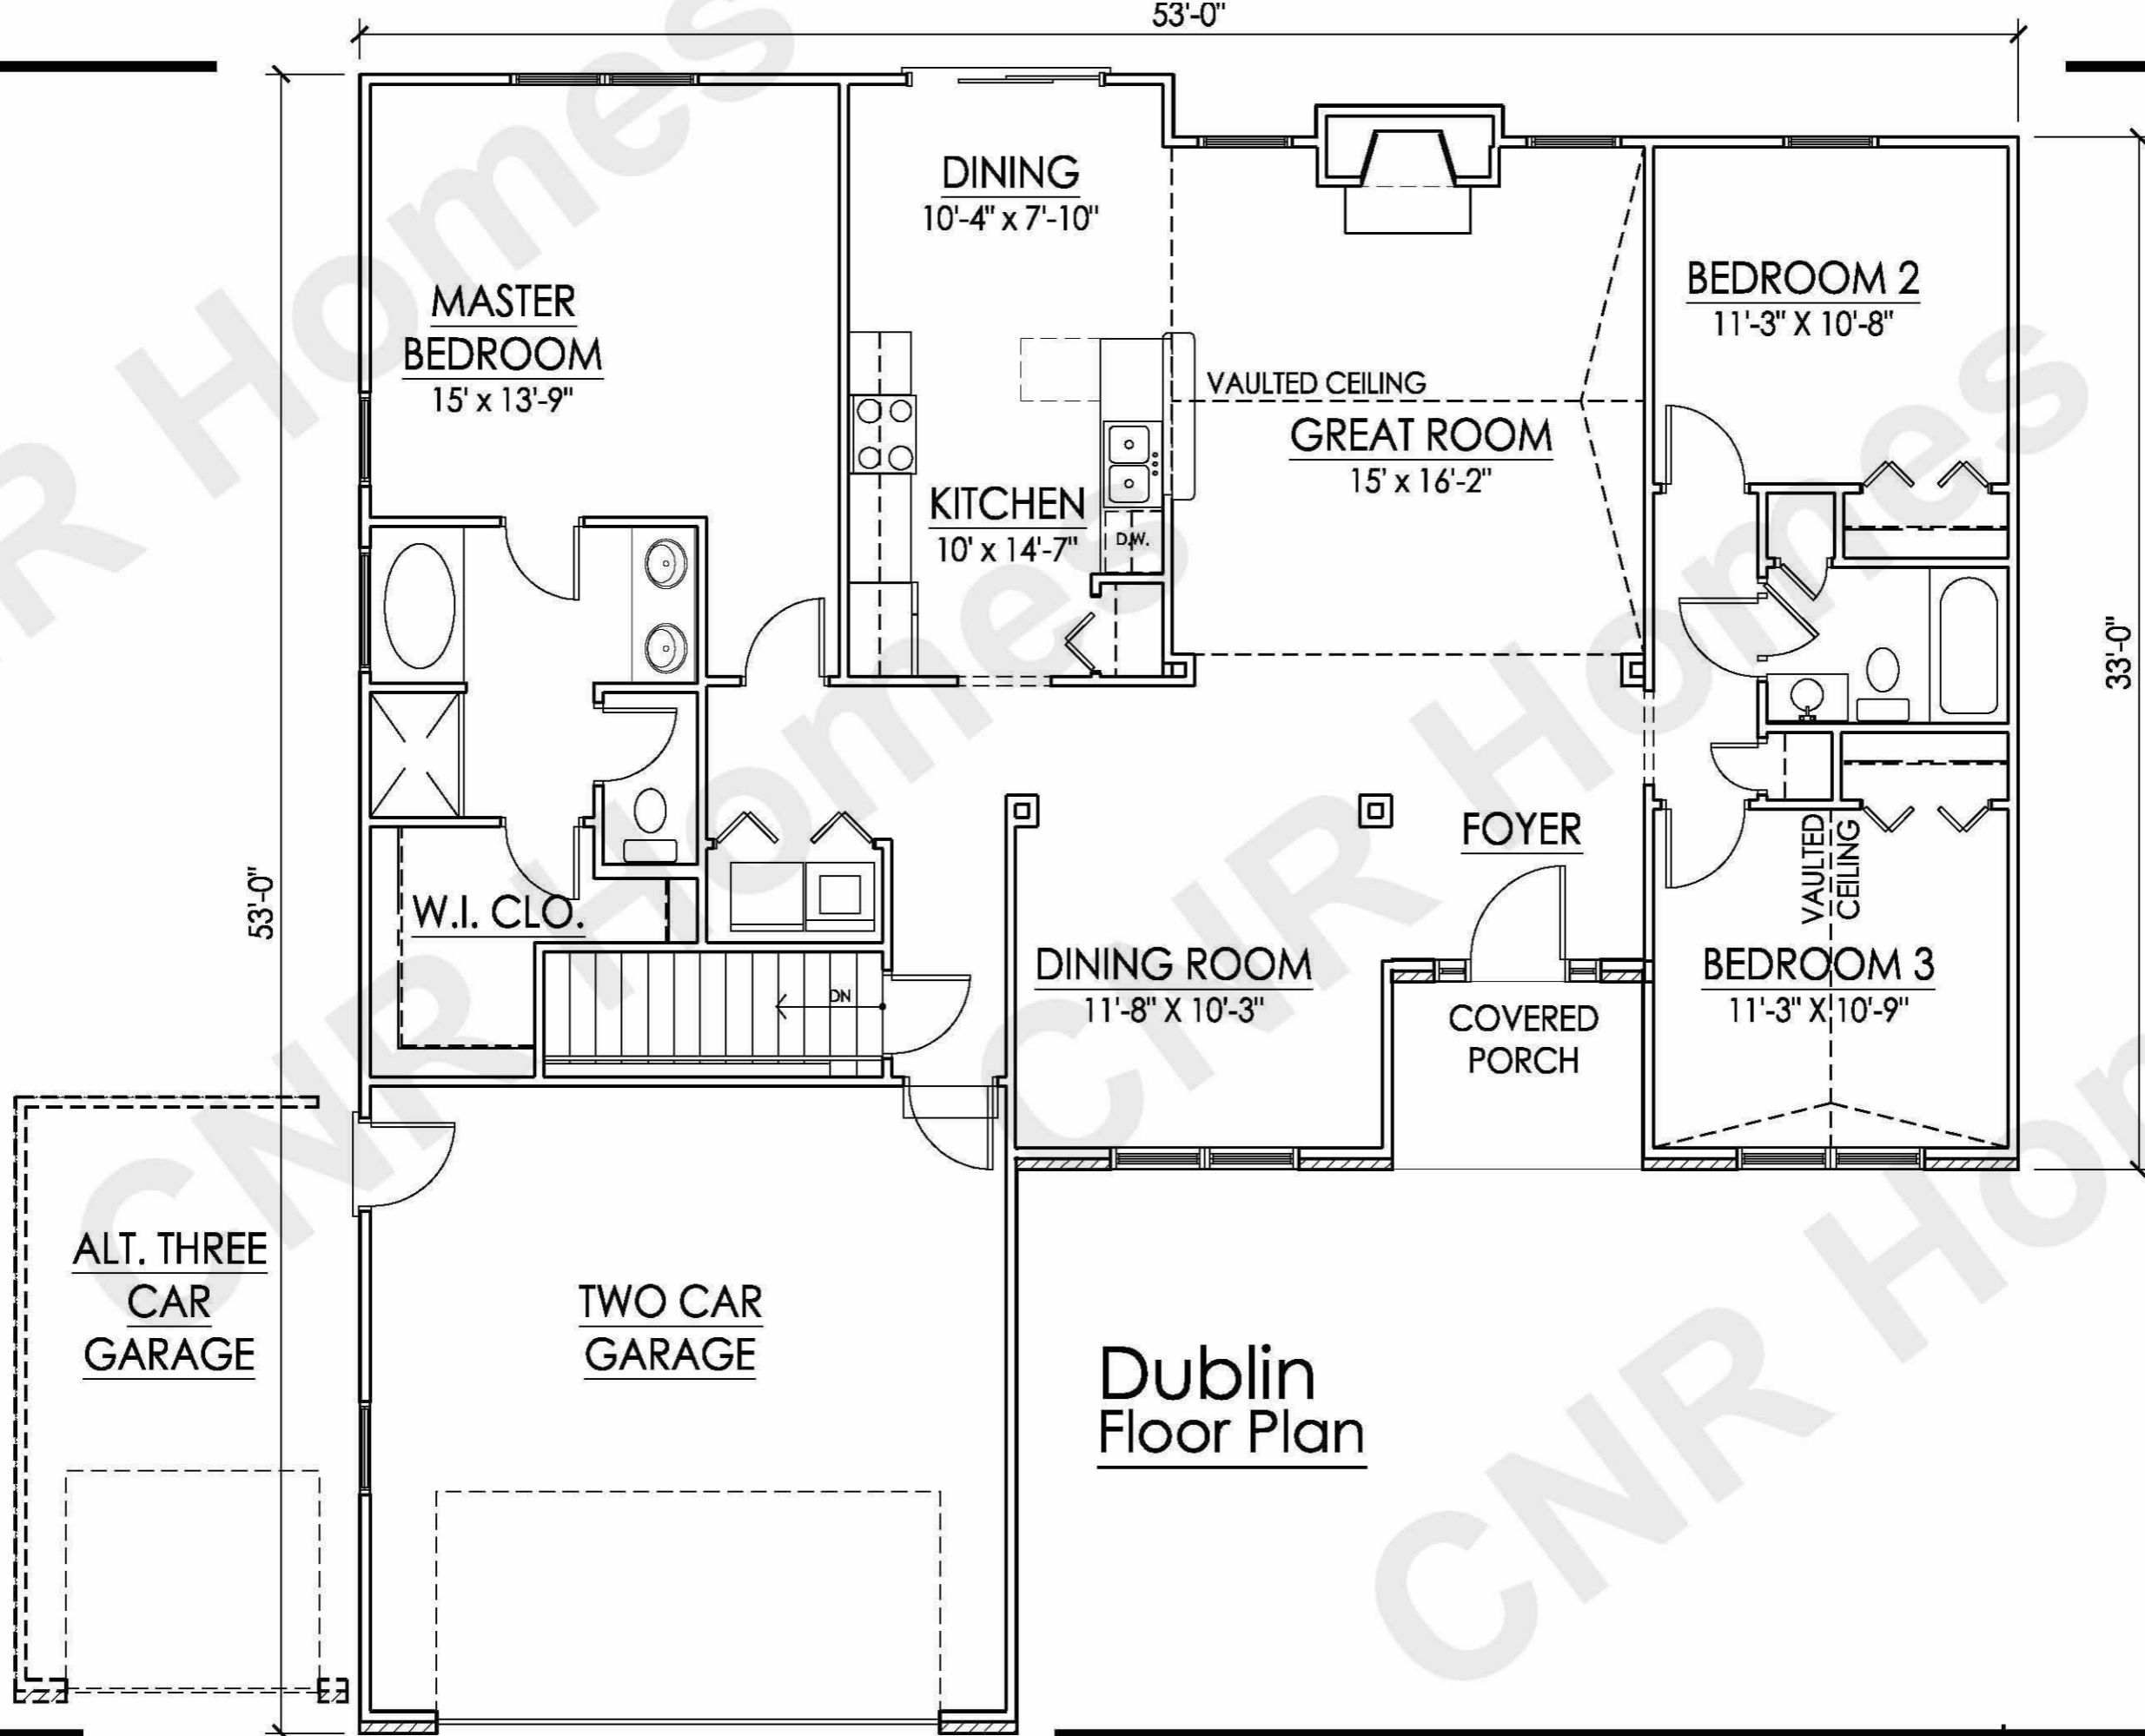 53'-0"
DINING
10'-4" x 7'-10"
MASTER
BEDROOM
15' x 13'-9"
BEDROOM 2
11'-3" X 10'-8"
VAULTED CEILING
GREAT ROOM
15' x 16'-2"
KITCHEN
10' x 14'-7"
D.W.
33'-0"
53'-0"
FOYER
VAULTED
CEILING
W.I. CLO.
DINING ROOM
11'-8" X 10'-3"
BEDROOM 3
11'-3" X 10'-9"
DN
COVERED
PORCH
ALT. THREE
CAR
GARAGE
TWO CAR
GARAGE
Dublin
Floor Plan
CNR Homes
CNR Homes
CNR Homes
CNR Homes